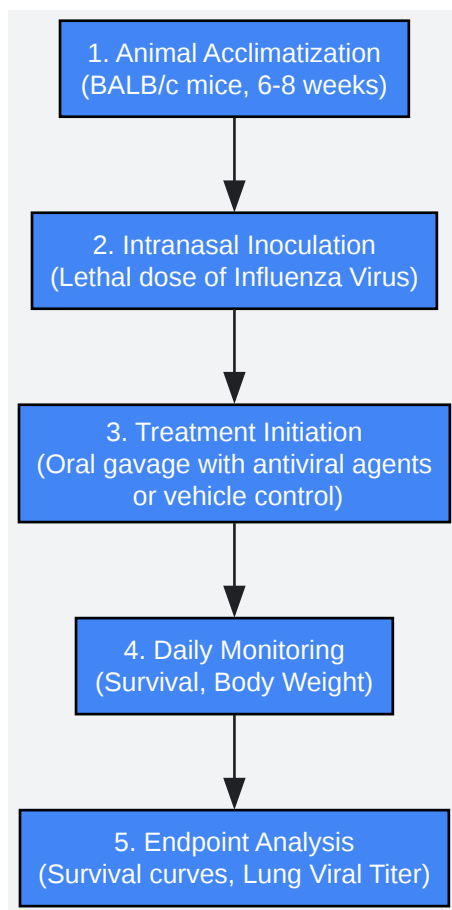 1. Animal Acclimatization
(BALB/c mice, 6-8 weeks)
2. Intranasal Inoculation
(Lethal dose of Influenza Virus)
3. Treatment Initiation
(Oral gavage with antiviral agents
or vehicle control)
4. Daily Monitoring
(Survival, Body Weight)
5. Endpoint Analysis
(Survival curves, Lung Viral Titer)